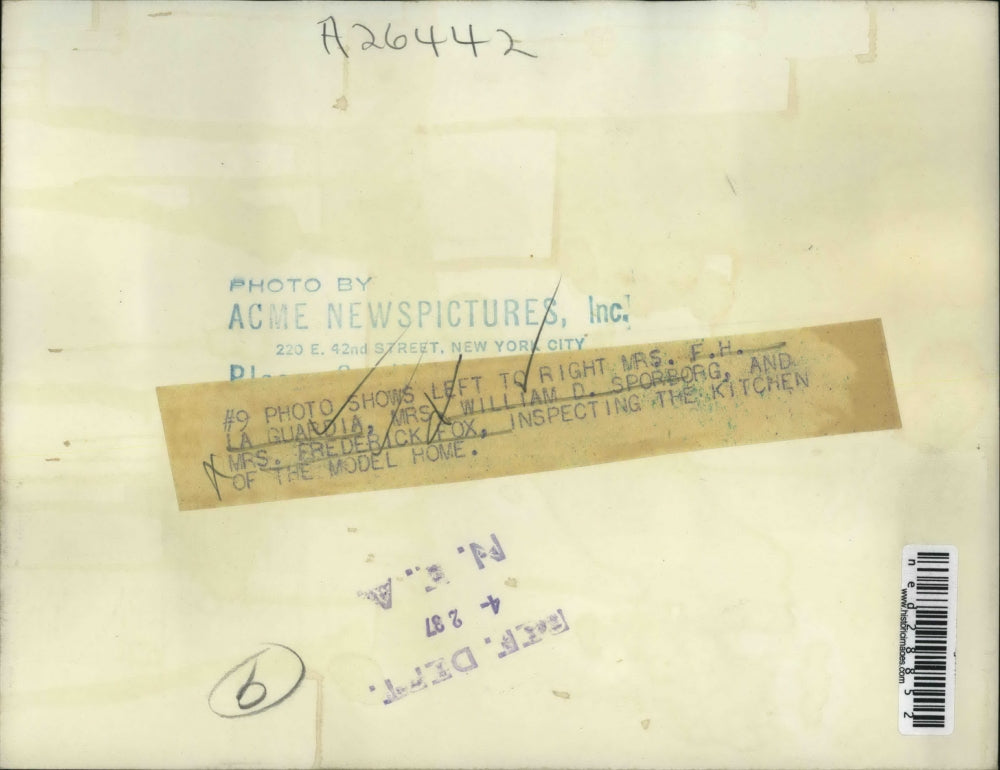 A26442
PHOTO BY
ACME NEWSPICTURES, Inc.
220 E. 42nd STREET, NEW YORK CITY
#9 PHOTO SHOWS LEFT TO RIGHT MRS. F.H.
LA GUARDIA, MRS. WILLIAM D. SPORBORG, AND
MRS. FREDERICK FOX, INSPECTING THE KITCHEN
OF THE MODEL HOME.
N. E. A.
4- 2 37
REF. DEPT.
6
ned28852
www.historicimages.com